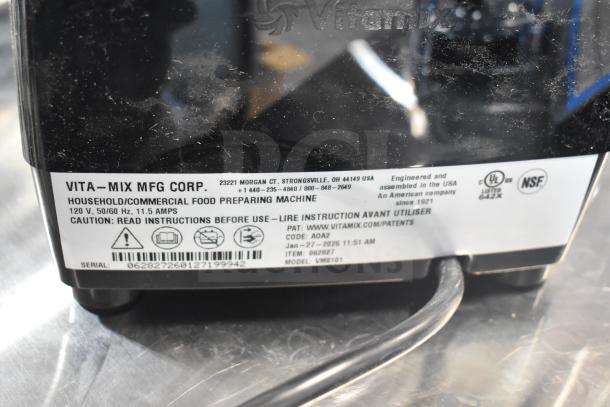 Vitamix
VITA-MIX MFG CORP.
23221 MORGAN CT. STRONGSVILLE, OH 44149 USA
+1 440-235-4840 / 800-848-2649
HOUSEHOLD/COMMERCIAL FOOD PREPARING MACHINE
120 V, 50/60 Hz, 11.5 AMPS
Engineered and
assembled in the USA
An American company
since 1921
C UL US
LISTED
642X
NSF
CAUTION: READ INSTRUCTIONS BEFORE USE-LIRE INSTRUCTION AVANT UTILISER
PAT: WWW.VITAMIX.COM/PATENTS
CODE: AOA2
Jan-27-2026 11:51 AM
ITEM: 062827
MODEL: VM0101
SERIAL:
062827260127199942
AUCTIONS